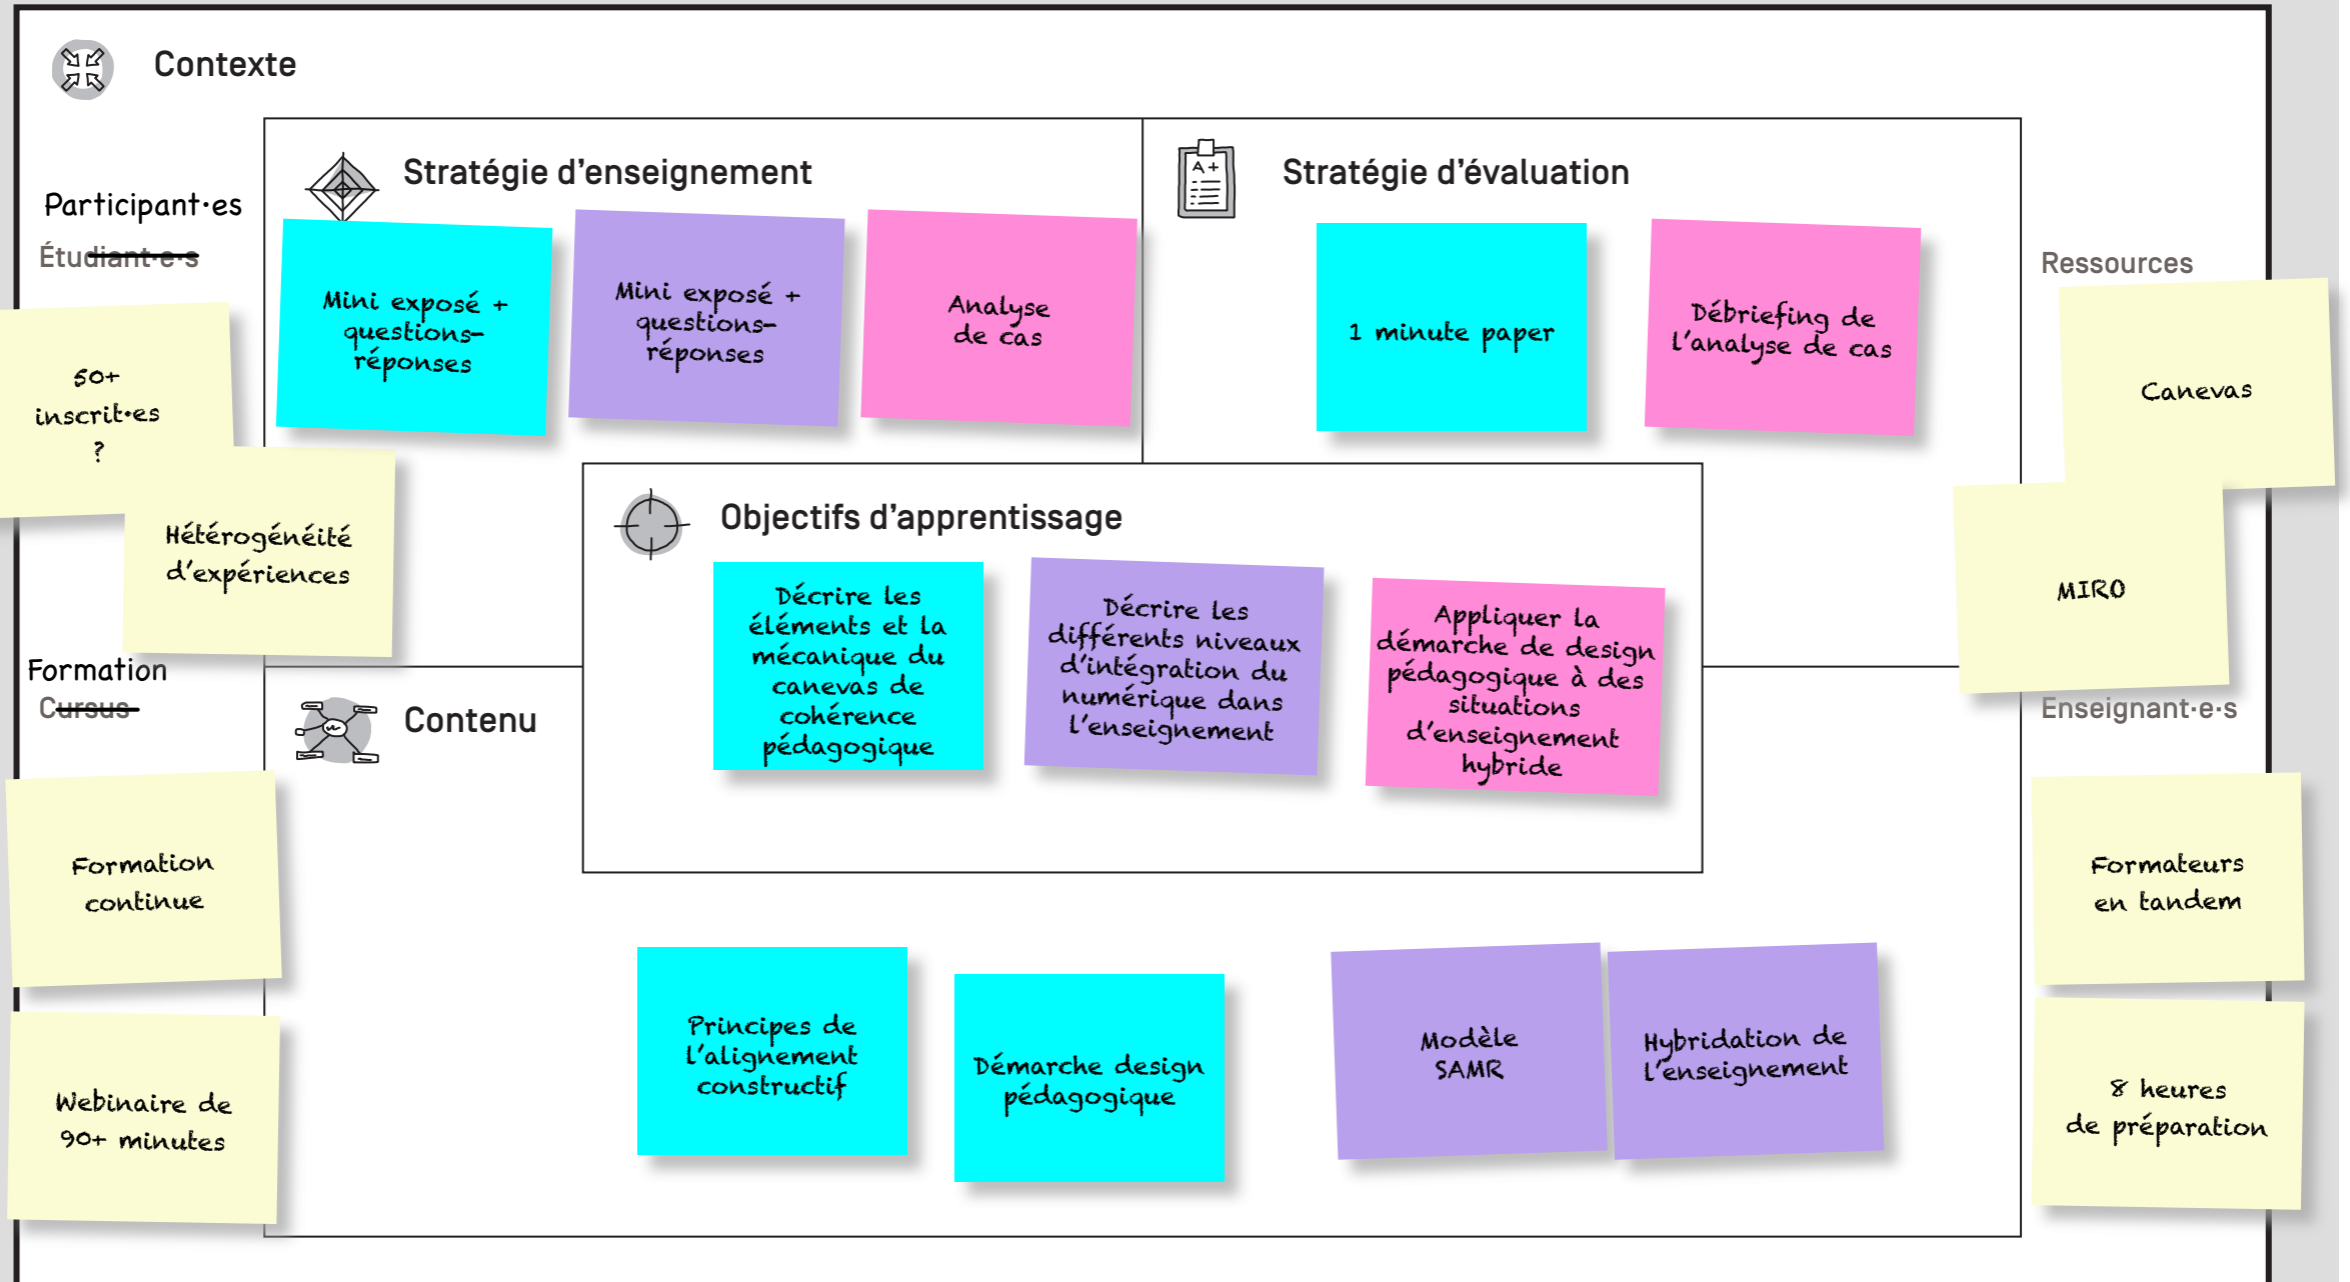 Contexte
Participant·es
Étudiant·e·s
50+
inscrit·es
?
Hétérogénéité
d'expériences
Formation
Cursus
Formation
continue
Webinaire de
90+ minutes
Stratégie d'enseignement
Mini exposé +
questions-
réponses
Mini exposé +
questions-
réponses
Analyse
de cas
Stratégie d'évaluation
A+
1 minute paper
Débriefing de
l'analyse de cas
Objectifs d'apprentissage
Décrire les
éléments et la
mécanique du
canevas de
cohérence
pédagogique
Décrire les
différents niveaux
d'intégration du
numérique dans
l'enseignement
Appliquer la
démarche de design
pédagogique à des
situations
d'enseignement
hybride
Contenu
Principes de
l'alignement
constructif
Démarche design
pédagogique
Modèle
SAMR
Hybridation de
l'enseignement
Ressources
Canevas
MIRO
Enseignant·e·s
Formateurs
en tandem
8 heures
de préparation